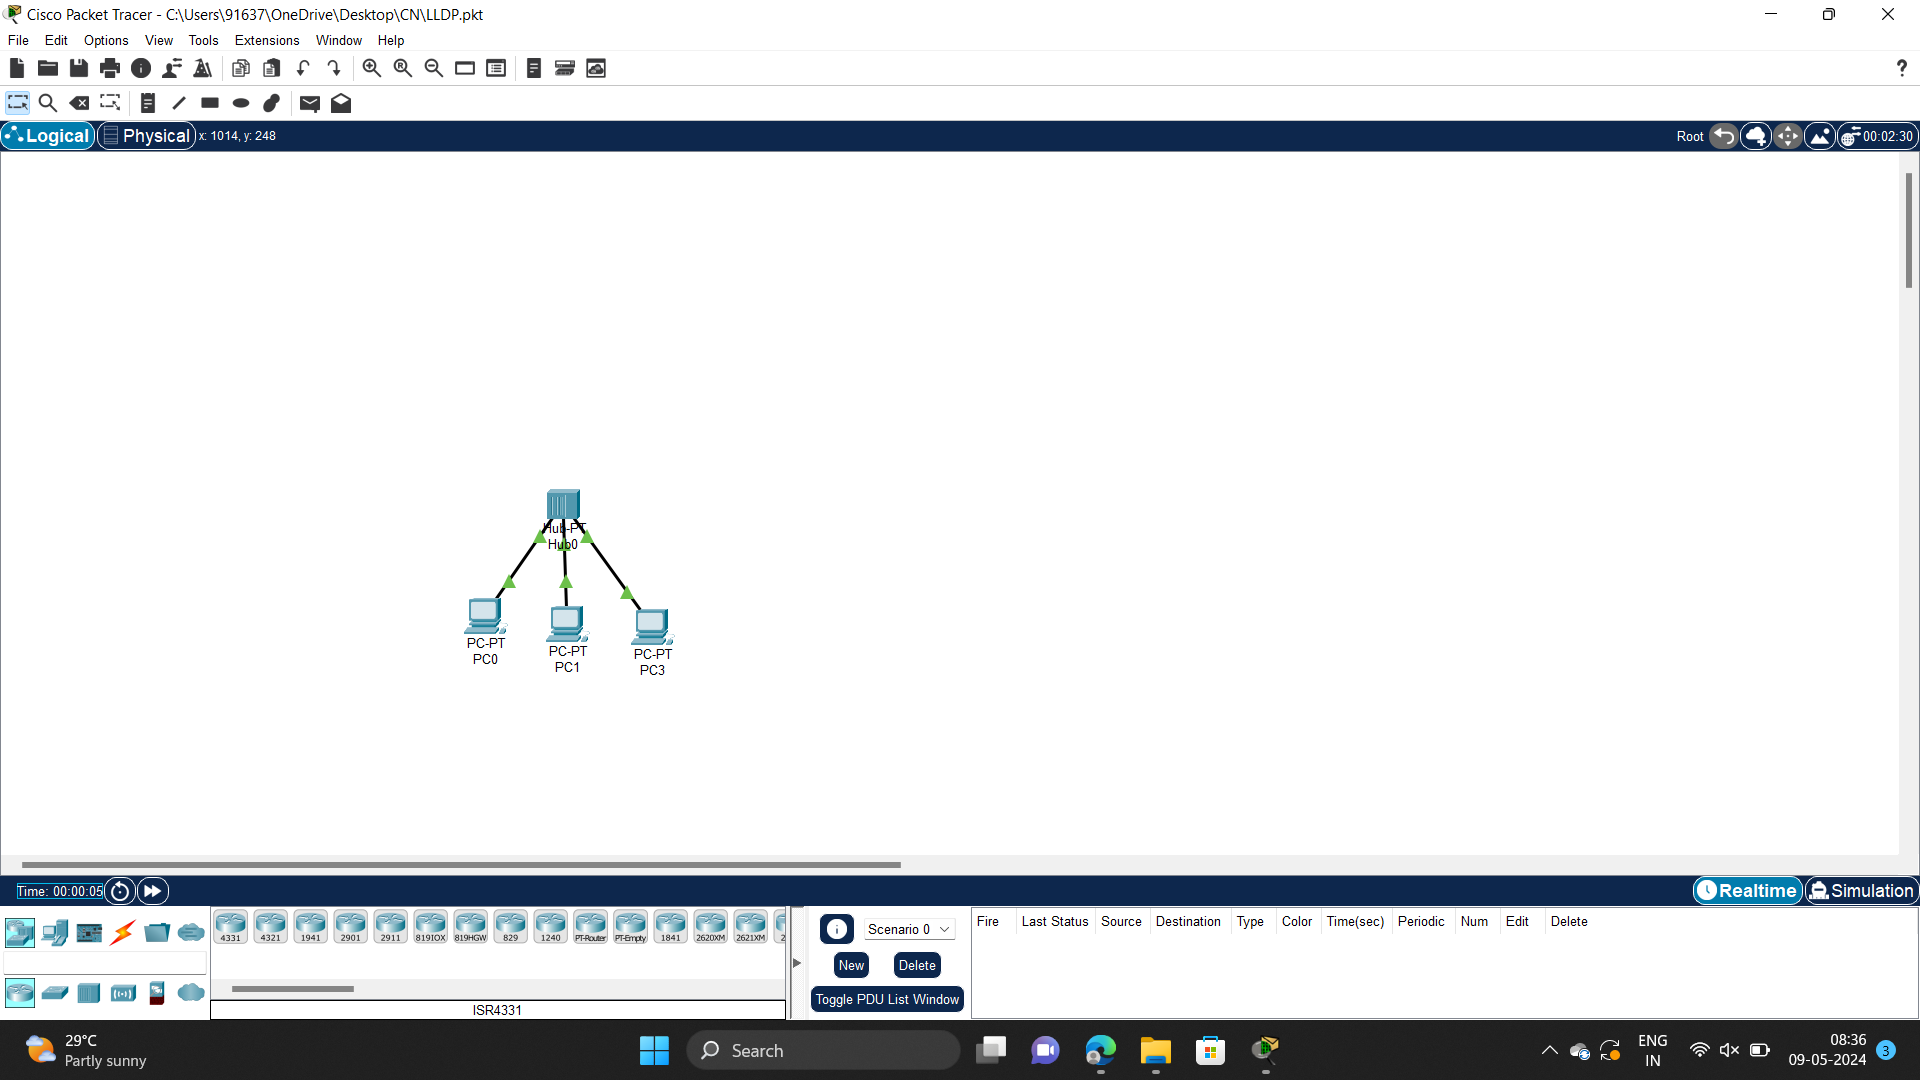 Cisco Packet Tracer - C:\Users\91637\OneDrive\Desktop\CN\LLDP.pkt
File Edit Options View Tools Extensions Window Help
Logical Physical x: 1014, y: 248 Root 00:02:30
Hub-PT
Hub0
PC-PT
PC0
PC-PT
PC1
PC-PT
PC3
Time: 00:00:05 Realtime Simulation
4331 4321 1941 2901 2911 819IOX 819HGW 829 1240 PT-Router PT-Empty 1841 2620XM 2621XM 2
ISR4331
Scenario 0
New Delete
Toggle PDU List Window
Fire Last Status Source Destination Type Color Time(sec) Periodic Num Edit Delete
29°C
Partly sunny
Search
ENG
IN
08:36
09-05-2024
3